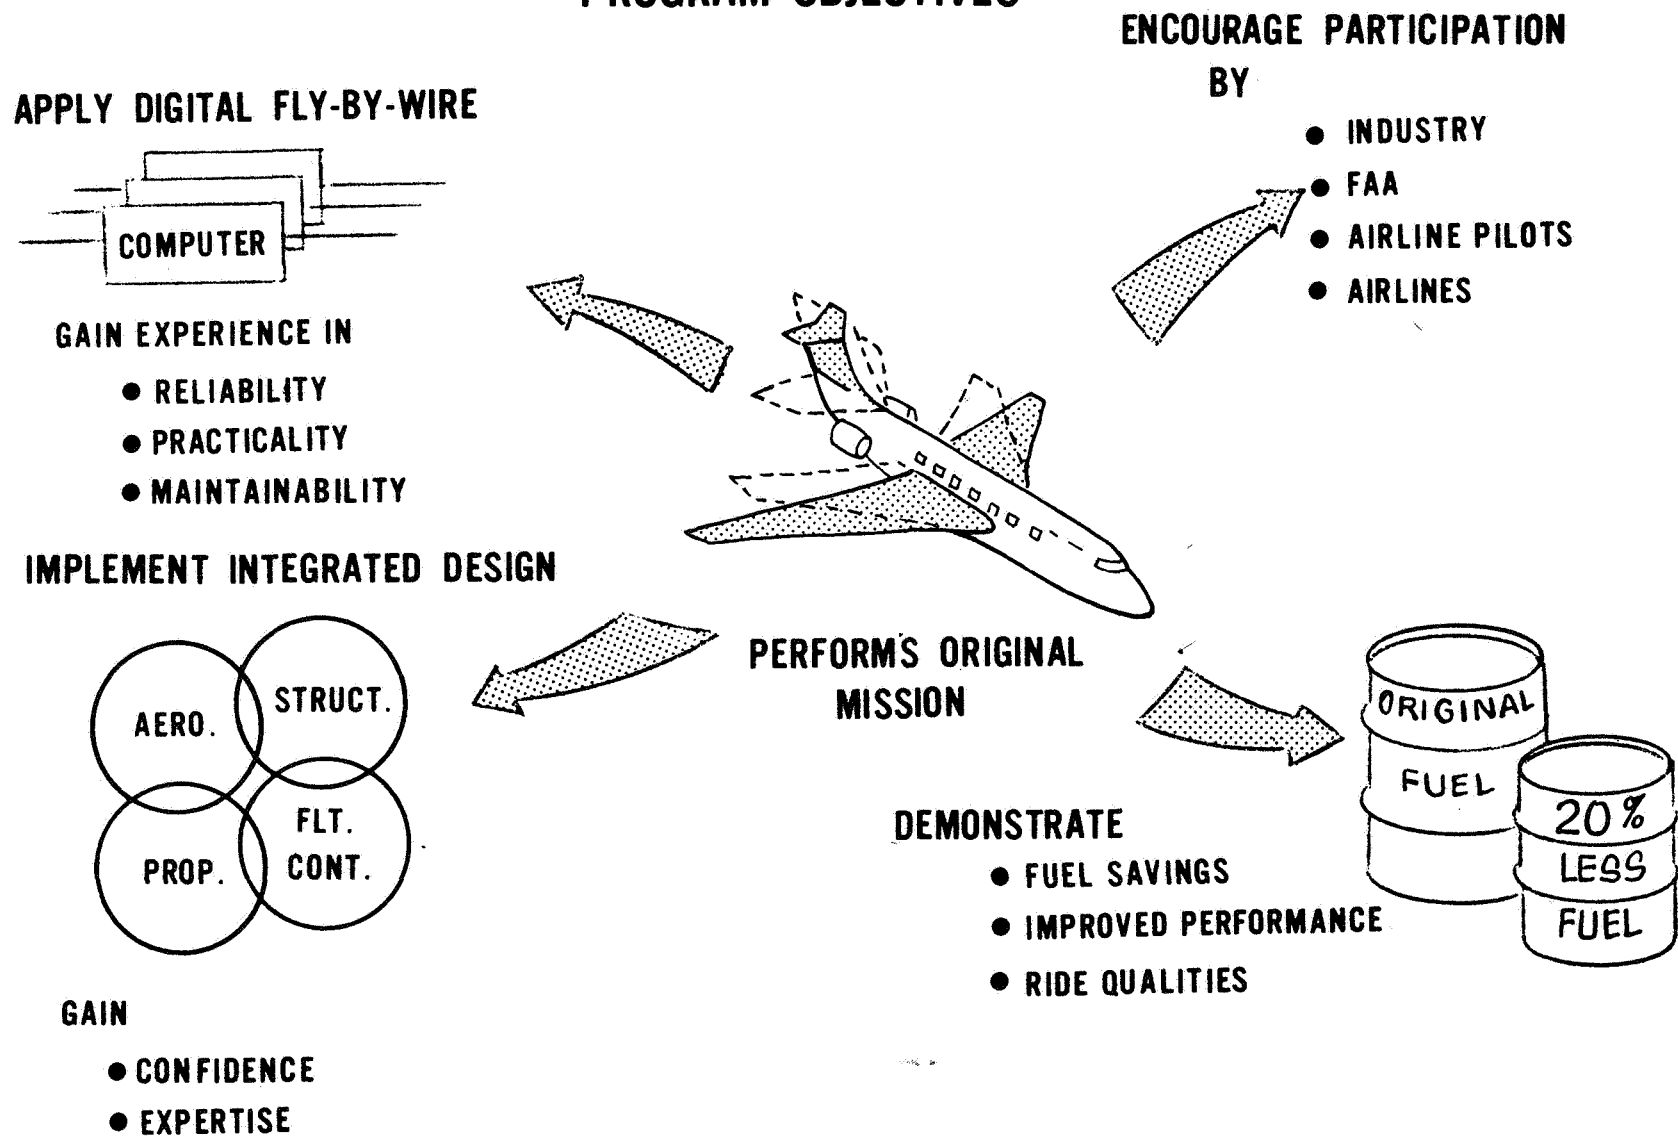 PROGRAM OBJECTIVES
APPLY DIGITAL FLY-BY-WIRE
COMPUTER
GAIN EXPERIENCE IN
● RELIABILITY
● PRACTICALITY
● MAINTAINABILITY
ENCOURAGE PARTICIPATION
BY
● INDUSTRY
● FAA
● AIRLINE PILOTS
● AIRLINES
IMPLEMENT INTEGRATED DESIGN
AERO.
STRUCT.
PROP.
FLT.
CONT.
GAIN
● CONFIDENCE
● EXPERTISE
PERFORMS ORIGINAL
MISSION
DEMONSTRATE
● FUEL SAVINGS
● IMPROVED PERFORMANCE
● RIDE QUALITIES
ORIGINAL
FUEL
20%
LESS
FUEL